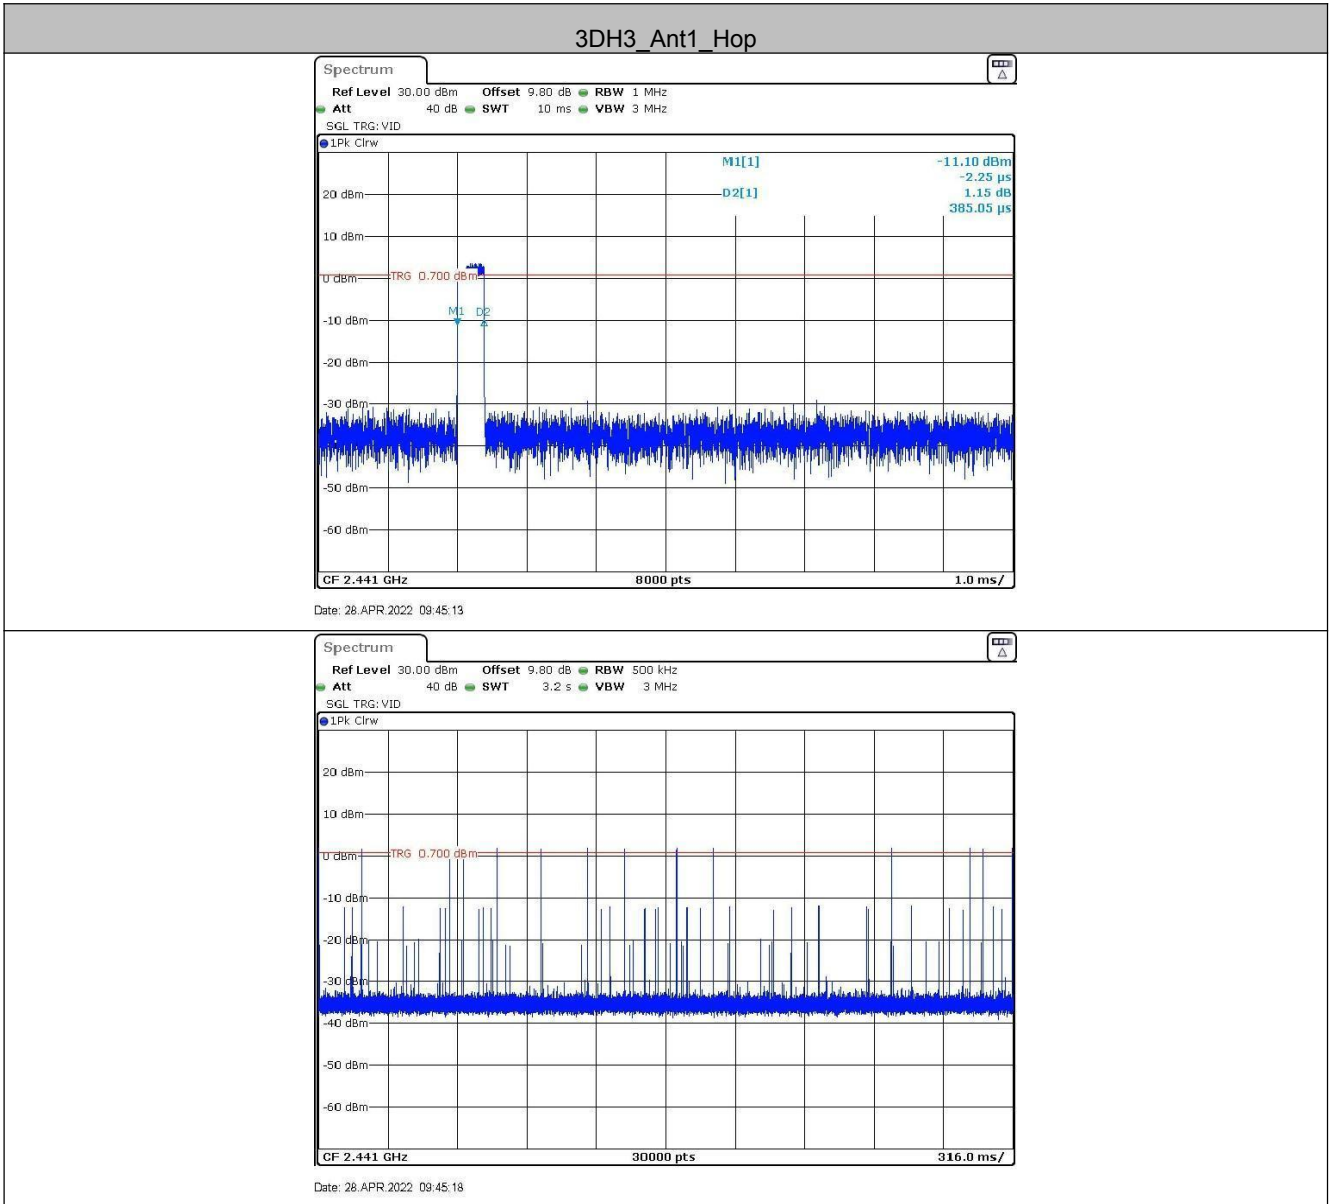 3DH3_Ant1_Hop
Spectrum
Ref Level 30.00 dBm Offset 9.80 dB RBW 1 MHz
Att 40 dB SWT 10 ms VBW 3 MHz
SGL TRG: VID
1Pk Clrw
M1[1] -11.10 dBm
-2.25 µs
20 dBm D2[1] 1.15 dB
385.05 µs
10 dBm
0 dBm TRG 0.700 dBm
M1 D2
-10 dBm
-20 dBm
-30 dBm
-50 dBm
-60 dBm
CF 2.441 GHz 8000 pts 1.0 ms/
Date: 28.APR.2022 09:45:13
Spectrum
Ref Level 30.00 dBm Offset 9.80 dB RBW 500 kHz
Att 40 dB SWT 3.2 s VBW 3 MHz
SGL TRG: VID
1Pk Clrw
20 dBm
10 dBm
0 dBm TRG 0.700 dBm
-10 dBm
-20 dBm
-30 dBm
-40 dBm
-50 dBm
-60 dBm
CF 2.441 GHz 30000 pts 316.0 ms/
Date: 28.APR.2022 09:45:18